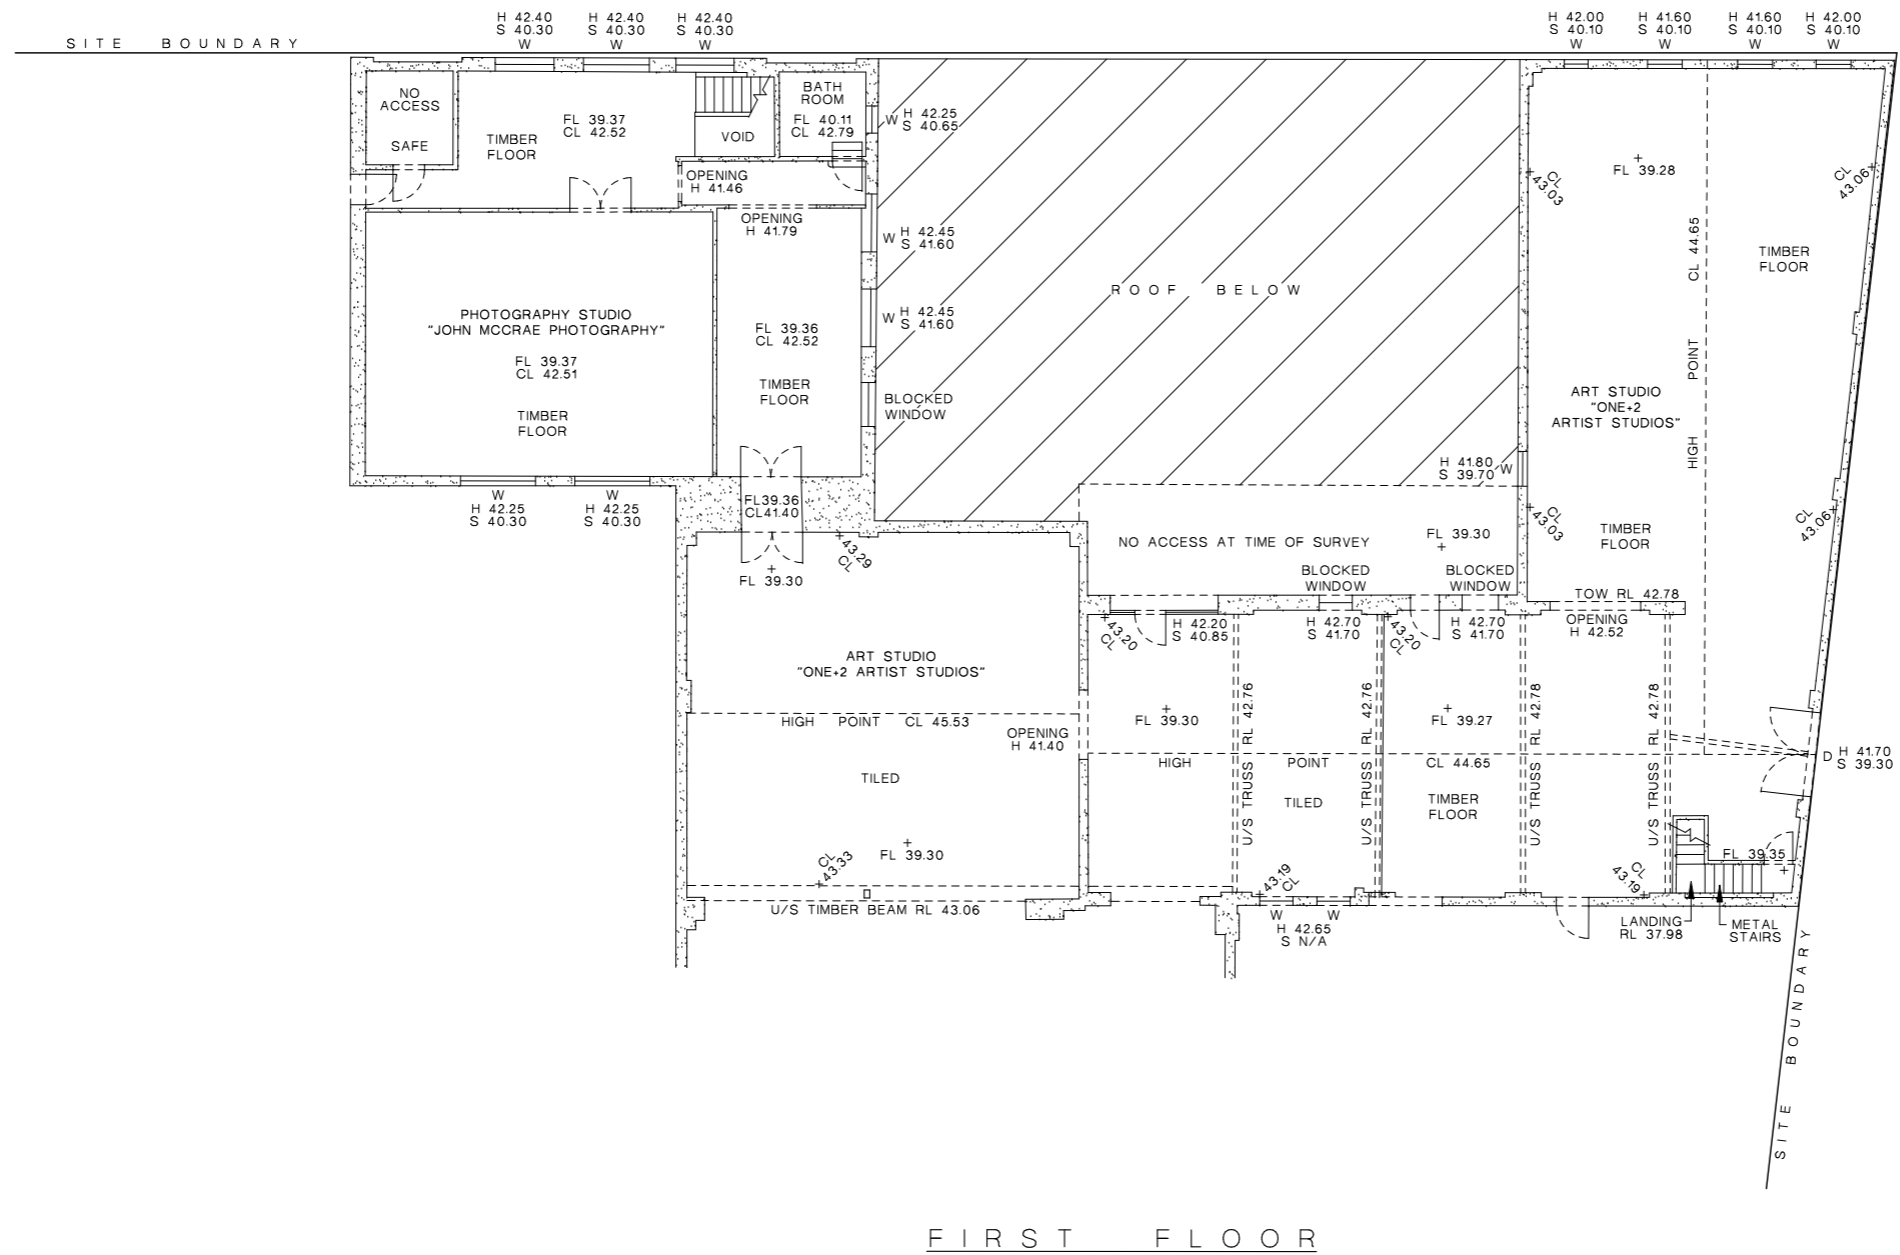 SITE BOUNDARY
H 42.40
S 40.30
W
H 42.40
S 40.30
W
H 42.40
S 40.30
W
H 42.00
S 40.10
W
H 41.60
S 40.10
W
H 41.60
S 40.10
W
H 42.00
S 40.10
W
NO
ACCESS
SAFE
TIMBER
FLOOR
FL 39.37
CL 42.52
VOID
BATH
ROOM
FL 40.11
CL 42.79
W
H 42.25
S 40.65
OPENING
H 41.46
OPENING
H 41.79
W
H 42.45
S 41.60
W
H 42.45
S 41.60
PHOTOGRAPHY STUDIO
"JOHN MCCRAE PHOTOGRAPHY"
FL 39.37
CL 42.51
TIMBER
FLOOR
FL 39.36
CL 42.52
TIMBER
FLOOR
BLOCKED
WINDOW
ROOF BELOW
FL 39.28
CL
43.03
CL
43.06
HIGH POINT CL 44.65
TIMBER
FLOOR
ART STUDIO
"ONE+2
ARTIST STUDIOS"
H 41.80
S 39.70
W
CL
43.03
CL
43.06
TIMBER
FLOOR
W
H 42.25
S 40.30
W
H 42.25
S 40.30
FL39.36
CL41.40
FL 39.30
43.29
CL
NO ACCESS AT TIME OF SURVEY
FL 39.30
BLOCKED
WINDOW
BLOCKED
WINDOW
TOW RL 42.78
OPENING
H 42.52
43.20
CL
H 42.20
S 40.85
H 42.70
S 41.70
43.20
CL
H 42.70
S 41.70
ART STUDIO
"ONE+2 ARTIST STUDIOS"
HIGH POINT CL 45.53
OPENING
H 41.40
TILED
FL 39.30
CL
43.33
U/S TIMBER BEAM RL 43.06
FL 39.30
U/S TRUSS RL 42.76
U/S TRUSS RL 42.76
FL 39.27
U/S TRUSS RL 42.78
U/S TRUSS RL 42.78
HIGH POINT CL 44.65
TILED
TIMBER
FLOOR
D
H 41.70
S 39.30
FL 39.35
43.19
CL
CL
43.19
W
W
H 42.65
S N/A
LANDING
RL 37.98
METAL
STAIRS
SITE BOUNDARY
FIRST FLOOR